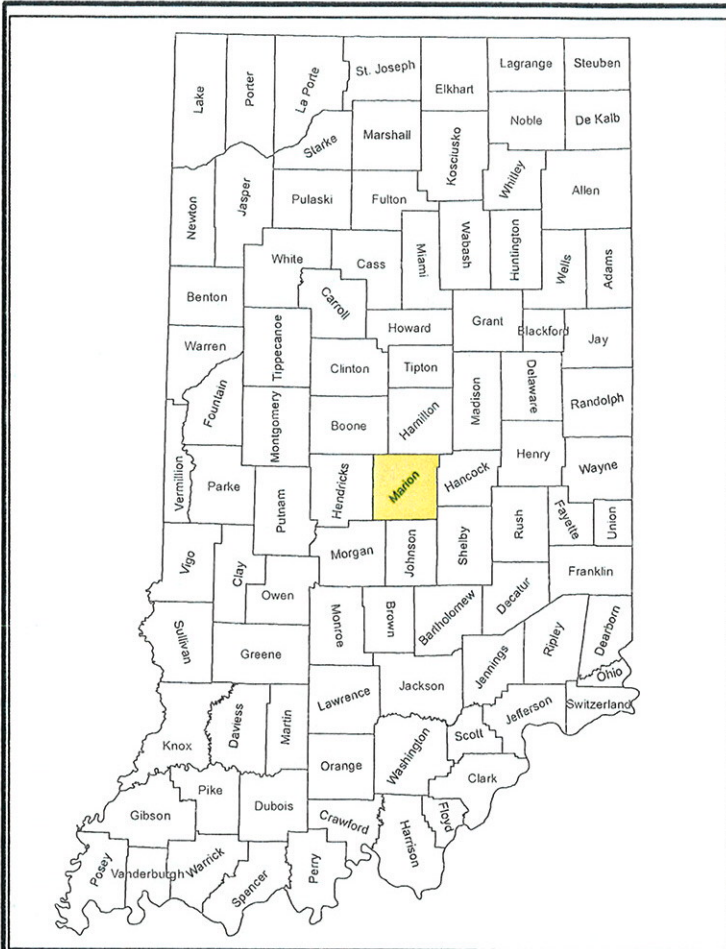 St. Joseph
Lagrange
Steuben
Elkhart
La Porte
Porter
Lake
Noble
De Kalb
Marshall
Starke
Kosciusko
Whitley
Allen
Pulaski
Fulton
Jasper
Newton
Miami
Wabash
Huntington
Wells
Adams
White
Cass
Benton
Carroll
Howard
Grant
Blackford
Jay
Warren
Tippecanoe
Clinton
Tipton
Madison
Delaware
Randolph
Fountain
Montgomery
Boone
Hamilton
Henry
Wayne
Vermillion
Parke
Putnam
Hendricks
Marion
Hancock
Rush
Fayette
Union
Morgan
Johnson
Shelby
Franklin
Vigo
Clay
Owen
Monroe
Brown
Bartholomew
Decatur
Dearborn
Ripley
Sullivan
Greene
Jennings
Ohio
Lawrence
Jackson
Jefferson
Switzerland
Knox
Daviess
Martin
Washington
Scott
Orange
Clark
Pike
Dubois
Gibson
Crawford
Floyd
Harrison
Posey
Vanderburgh
Warrick
Spencer
Perry